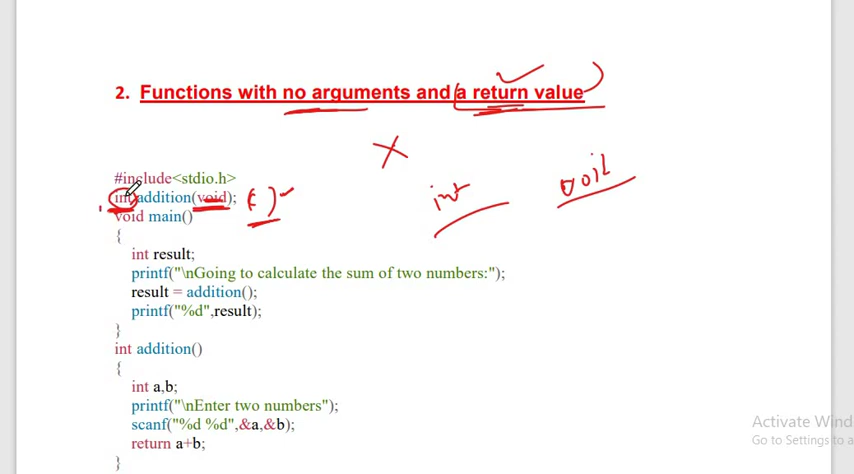 2. Functions with no arguments and a return value
#include<stdio.h>
int addition(void); ( )
void main()
int void
{
int result;
printf("\nGoing to calculate the sum of two numbers:");
result = addition();
printf("%d",result);
}
int addition()
{
int a,b;
printf("\nEnter two numbers");
scanf("%d %d",&a,&b);
return a+b;
}
Activate Wind
Go to Settings to a